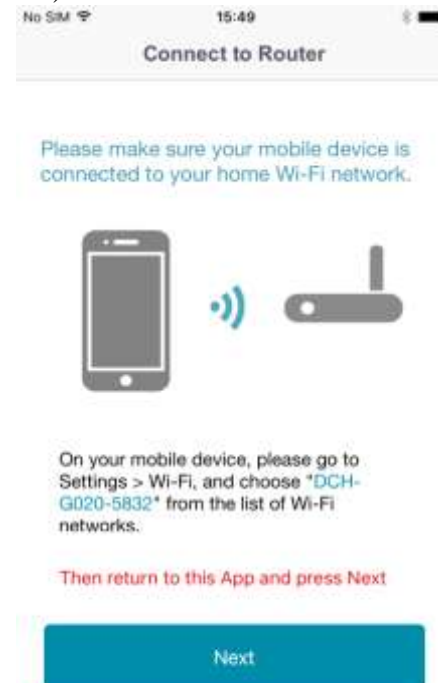 No SIM 15:49
Connect to Router
Please make sure your mobile device is
connected to your home Wi-Fi network.
On your mobile device, please go to
Settings > Wi-Fi, and choose "DCH-
G020-5832" from the list of Wi-Fi
networks.
Then return to this App and press Next
Next